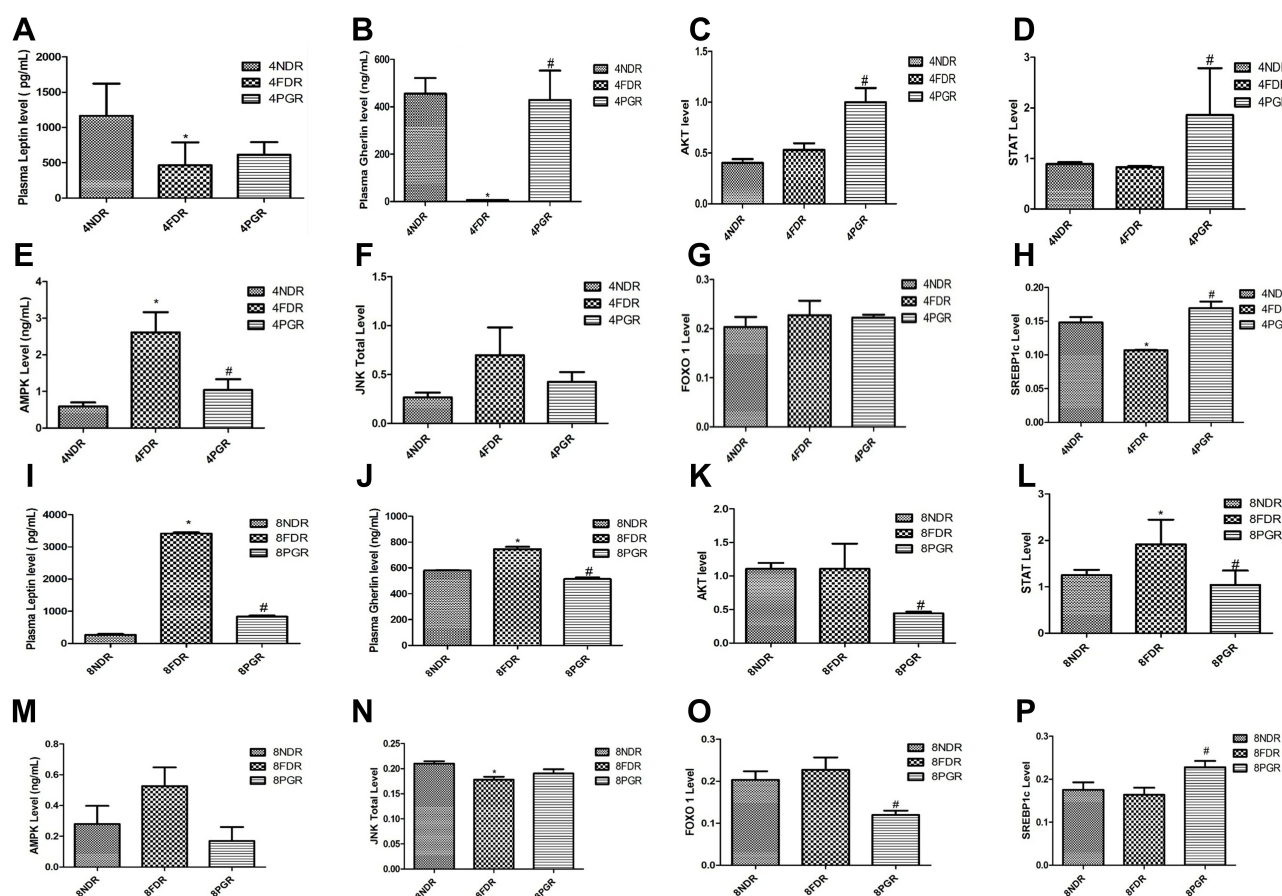 A
Plasma Leptin level ( pg/mL)
2000
1500
1000
500
0
*
4NDR
4FDR
4PGR
4NDR
4FDR
4PGR
B
Plasma Gherlin level (ng/mL)
600
400
200
0
*
#
4NDR
4FDR
4PGR
4NDR
4FDR
4PGR
C
AKT level
1.5
1.0
0.5
0.0
#
4NDR
4FDR
4PGR
4NDR
4FDR
4PGR
D
STAT Level
3
2
1
0
#
4NDR
4FDR
4PGR
4ND
4FD
4PG
E
AMPK Level (ng/mL)
4
3
2
1
0
*
#
4NDR
4FDR
4PGR
4NDR
4FDR
4PGR
F
JNK Total Level
1.5
1.0
0.5
0.0
4NDR
4FDR
4PGR
4NDR
4FDR
4PGR
G
FOXO 1 Level
0.3
0.2
0.1
0.0
4NDR
4FDR
4PGR
4NDR
4FDR
4PGR
H
SREBP1c Level
0.20
0.15
0.10
0.05
0.00
*
#
4NDR
4FDR
4PGR
4ND
4FD
4PG
I
Plasma Leptin level ( pg/mL)
4000
3000
2000
1000
0
*
#
8NDR
8FDR
8PGR
8NDR
8FDR
8PGR
J
Plasma Gherlin level (ng/mL)
1000
800
600
400
200
0
*
#
8NDR
8FDR
8PGR
8NDR
8FDR
8PGR
K
AKT level
2.0
1.5
1.0
0.5
0.0
#
8NDR
8FDR
8PGR
8NDR
8FDR
8PGR
L
STAT Level
3
2
1
0
*
#
8NDR
8FDR
8PGR
8NDR
8FDR
8PGR
M
AMPK Level (ng/mL)
0.8
0.6
0.4
0.2
0.0
8NDR
8FDR
8PGR
8NDR
8FDR
8PGR
N
JNK Total Level
0.25
0.20
0.15
0.10
0.05
0.00
*
8NDR
8FDR
8PGR
8NDR
8FDR
8PGR
O
FOXO 1 Level
0.3
0.2
0.1
0.0
#
8NDR
8FDR
8PGR
8NDR
8FDR
8PGR
P
SREBP1c Level
0.3
0.2
0.1
0.0
#
8NDR
8FDR
8PGR
8NDR
8FDR
8PGR